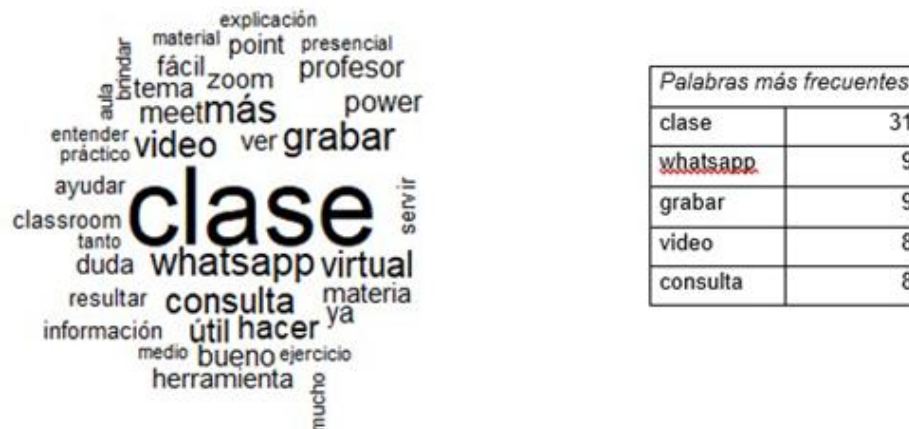 explicación
material point presencial
fácil zoom profesor
aula brindar tema
meet más power
entender video ver grabar
práctico
ayudar clase servir
classroom
tanto
duda whatsapp virtual
resultar consulta materia
información útil hacer ya
medio bueno ejercicio
herramienta mucho
Palabras más frecuentes
clase 31
whatsapp 9
grabar 9
video 8
consulta 8